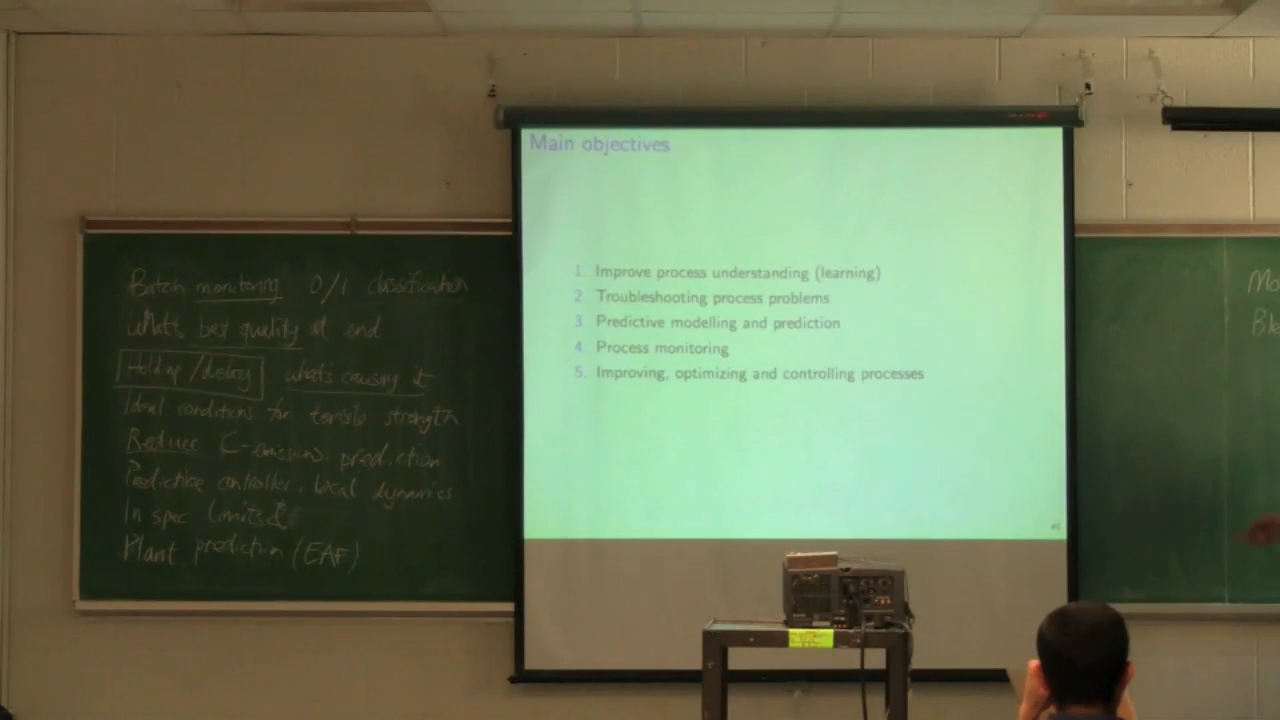 Main objectives
1. Improve process understanding (learning)
2. Troubleshooting process problems
3. Predictive modelling and prediction
4. Process monitoring
5. Improving, optimizing and controlling processes
Batch monitoring 0/1 classification
What's best quality at end
Holdup/delay what's causing it
Ideal conditions for tensile strength
Reduce C-emissions, prediction
Predictive controller, local dynamics
In spec limits
Plant prediction (EAF)
Mo
Bl